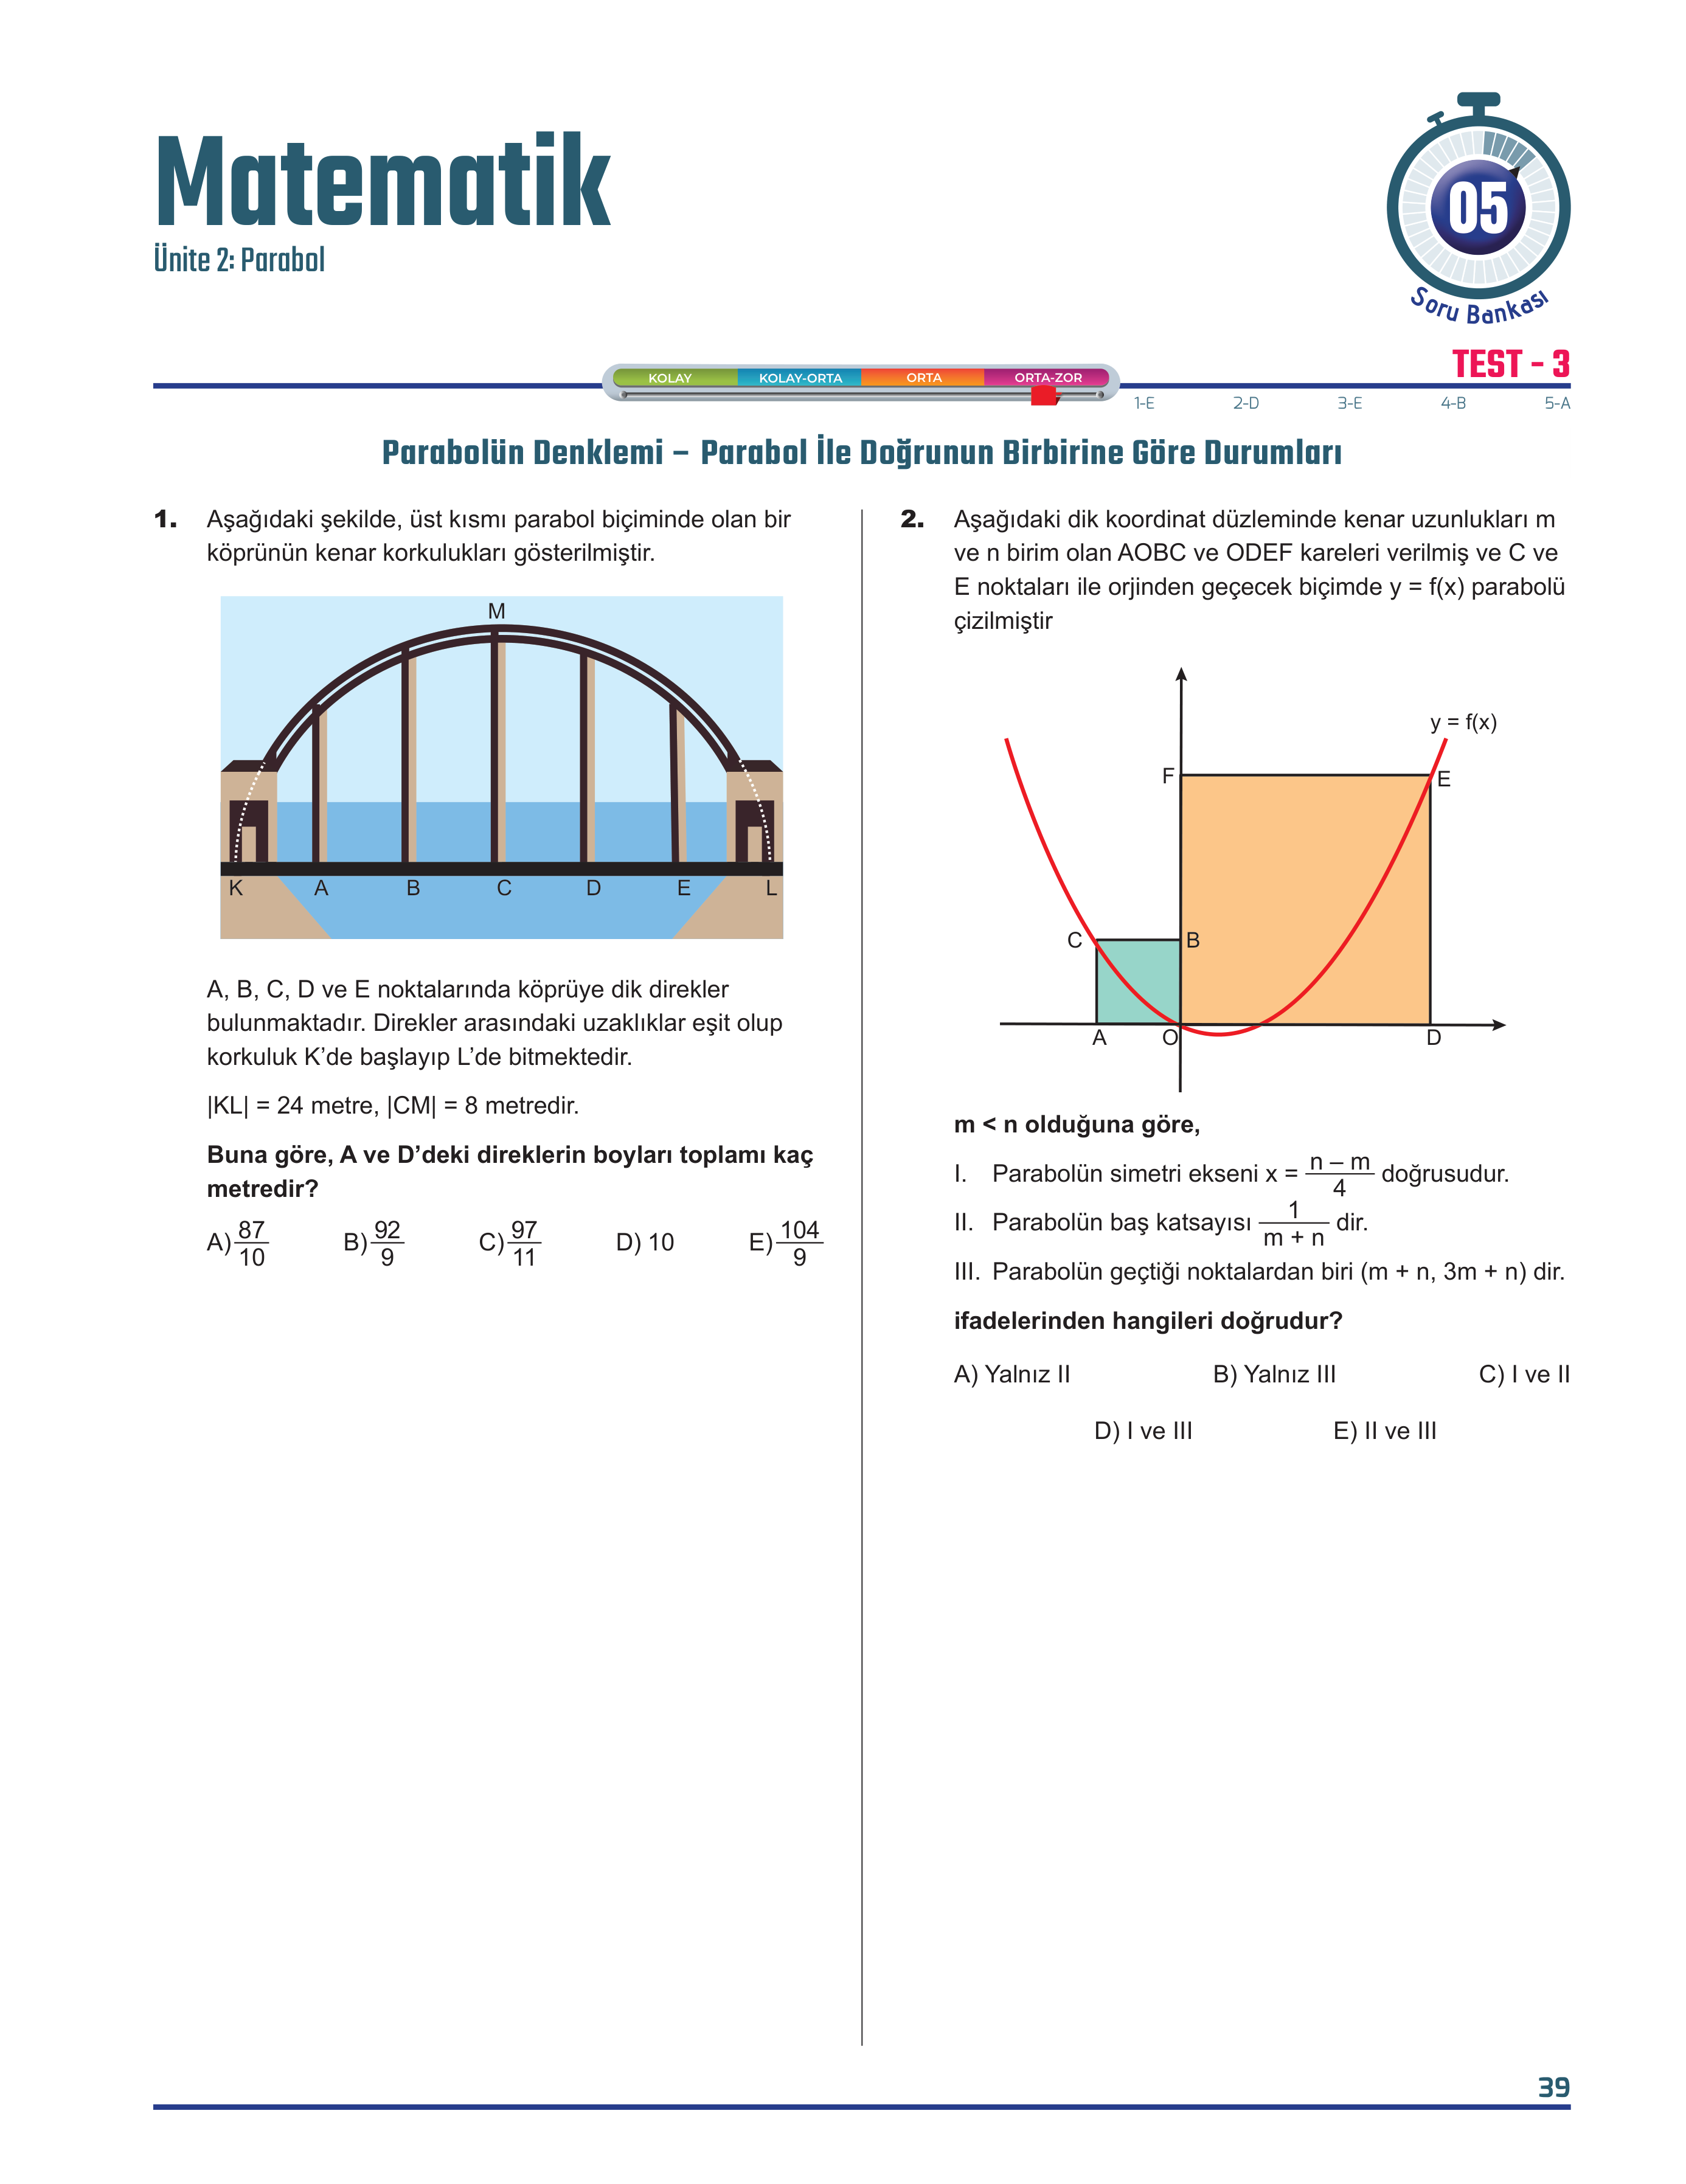 Matematik
Ünite 2: Parabol
05
Soru Bankası
TEST - 3
KOLAY KOLAY-ORTA ORTA ORTA-ZOR
1-E 2-D 3-E 4-B 5-A
Parabolün Denklemi – Parabol İle Doğrunun Birbirine Göre Durumları
1. Aşağıdaki şekilde, üst kısmı parabol biçiminde olan bir
köprünün kenar korkulukları gösterilmiştir.
M
K A B C D E L
A, B, C, D ve E noktalarında köprüye dik direkler
bulunmaktadır. Direkler arasındaki uzaklıklar eşit olup
korkuluk K’de başlayıp L’de bitmektedir.
|KL| = 24 metre, |CM| = 8 metredir.
Buna göre, A ve D’deki direklerin boyları toplamı kaç
metredir?
A) 87/10 B) 92/9 C) 97/11 D) 10 E) 104/9
2. Aşağıdaki dik koordinat düzleminde kenar uzunlukları m
ve n birim olan AOBC ve ODEF kareleri verilmiş ve C ve
E noktaları ile orjinden geçecek biçimde y = f(x) parabolü
çizilmiştir
y = f(x)
F E
C B
A O D
m < n olduğuna göre,
I. Parabolün simetri ekseni x = n – m/4 doğrusudur.
II. Parabolün baş katsayısı 1/m + n dir.
III. Parabolün geçtiği noktalardan biri (m + n, 3m + n) dir.
ifadelerinden hangileri doğrudur?
A) Yalnız II B) Yalnız III C) I ve II
D) I ve III E) II ve III
39